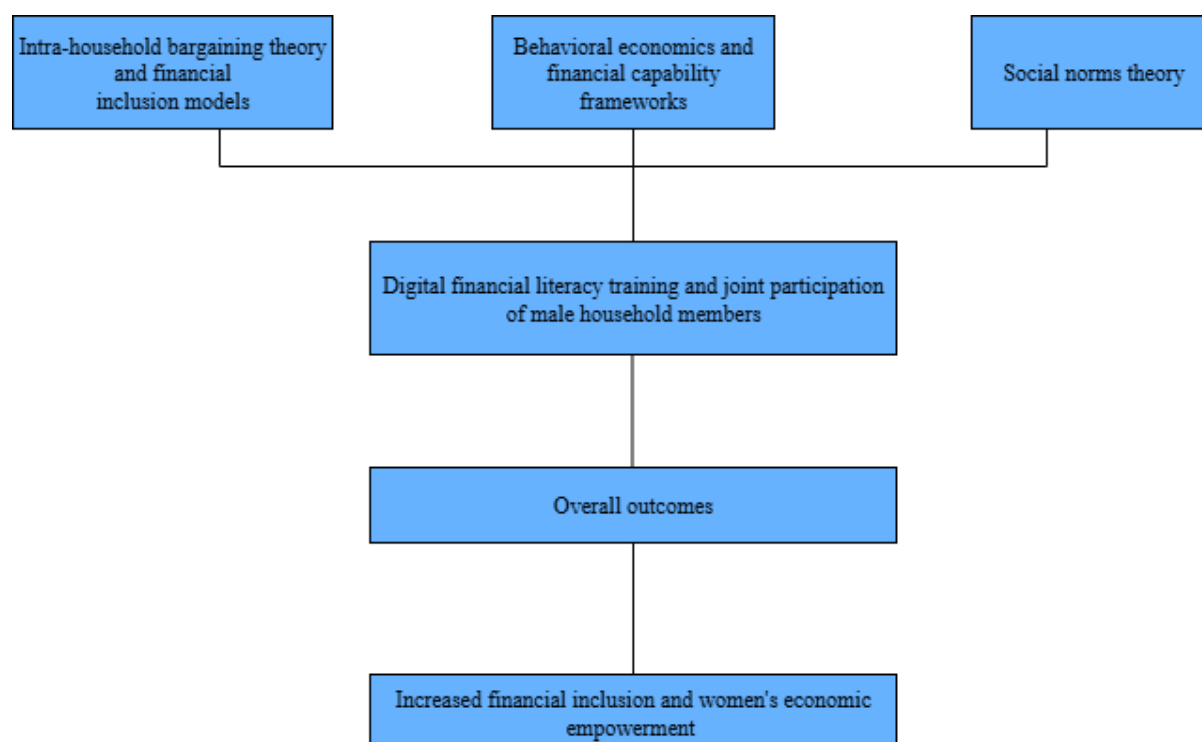 Intra-household bargaining theory
and financial
inclusion models
Behavioral economics and
financial capability
frameworks
Social norms theory
Digital financial literacy training and joint participation
of male household members
Overall outcomes
Increased financial inclusion and women's economic
empowerment